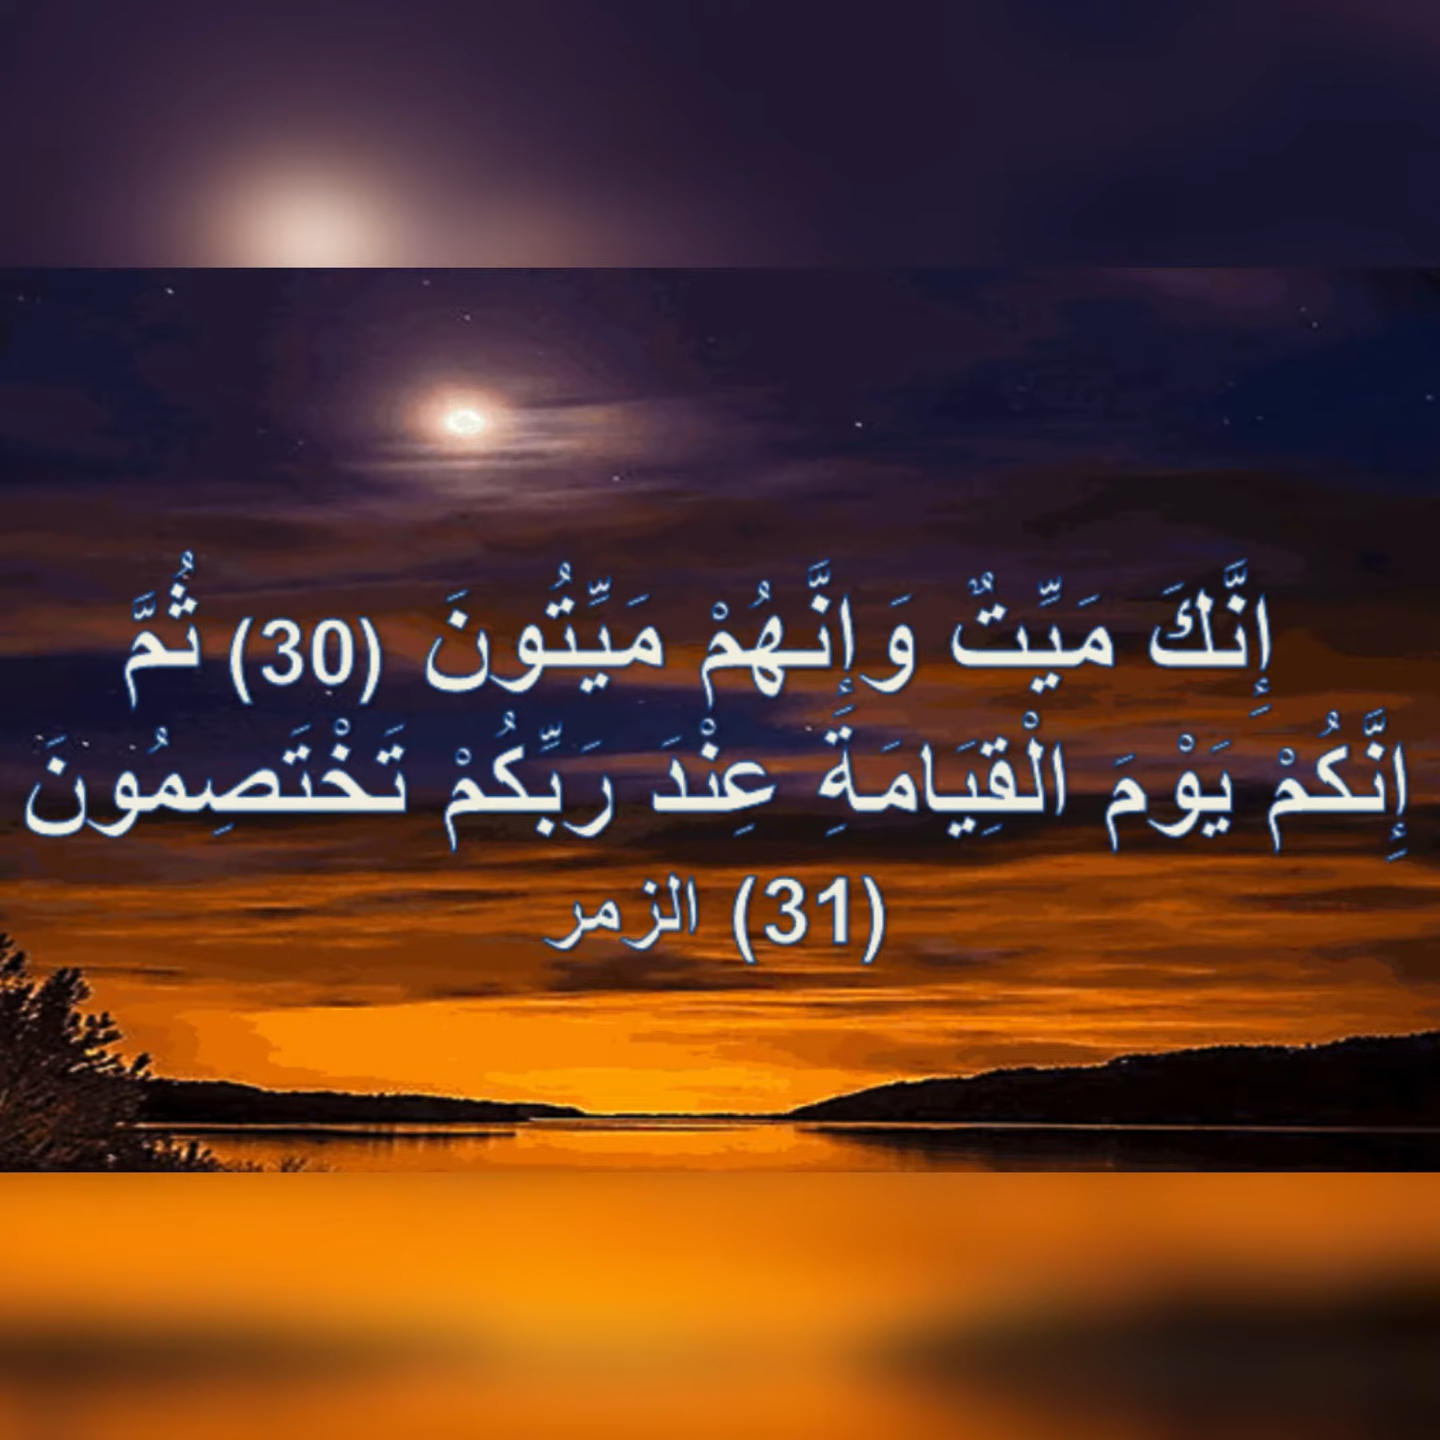 إِنَّكَ مَيِّتٌ وَإِنَّهُمْ مَيِّتُونَ (30) ثُمَّ
إِنَّكُمْ يَوْمَ الْقِيَامَةِ عِنْدَ رَبِّكُمْ تَخْتَصِمُونَ
(31) الزمر